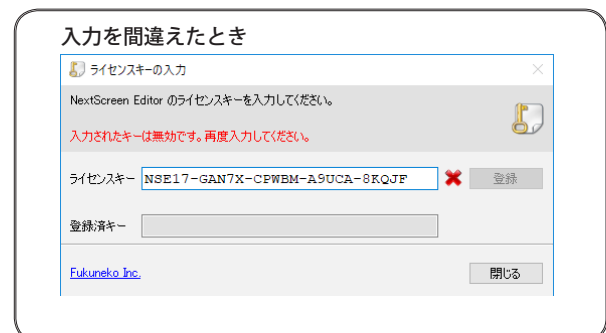 入力を間違えたとき
ライセンスキーの入力
NextScreen Editor のライセンスキーを入力してください。
入力されたキーは無効です。再度入力してください。
ライセンスキー NSE17-GAN7X-CPWBM-A9UCA-8KQJF 登録
登録済キー
Fukuneko Inc. 閉じる